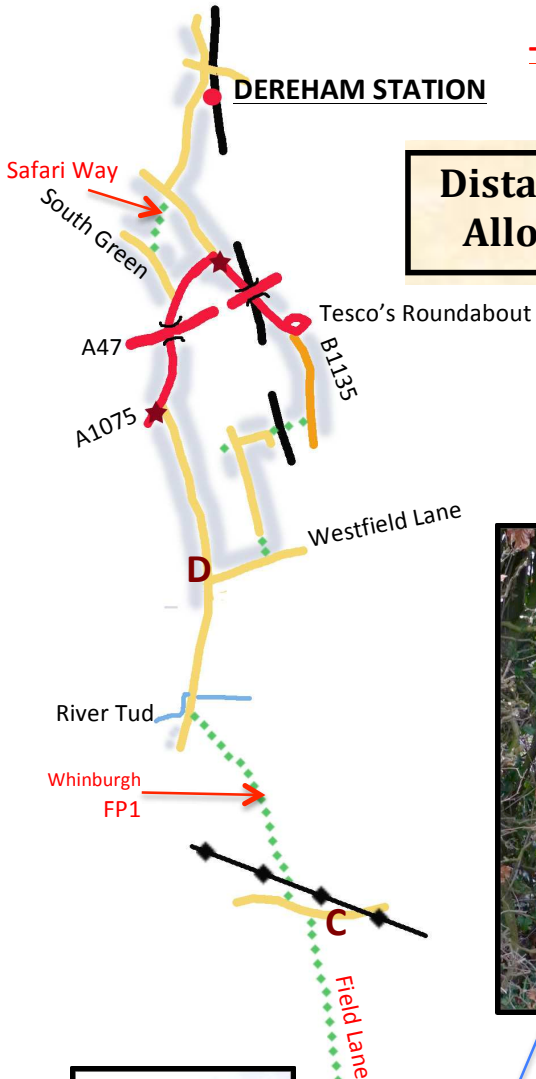 DEREHAM STATION
Safari Way
South Green
Dista
Allo
Tesco's Roundabout
A47
B1135
A1075
Westfield Lane
D
River Tud
Whinburgh
FP1
C
Field Lane